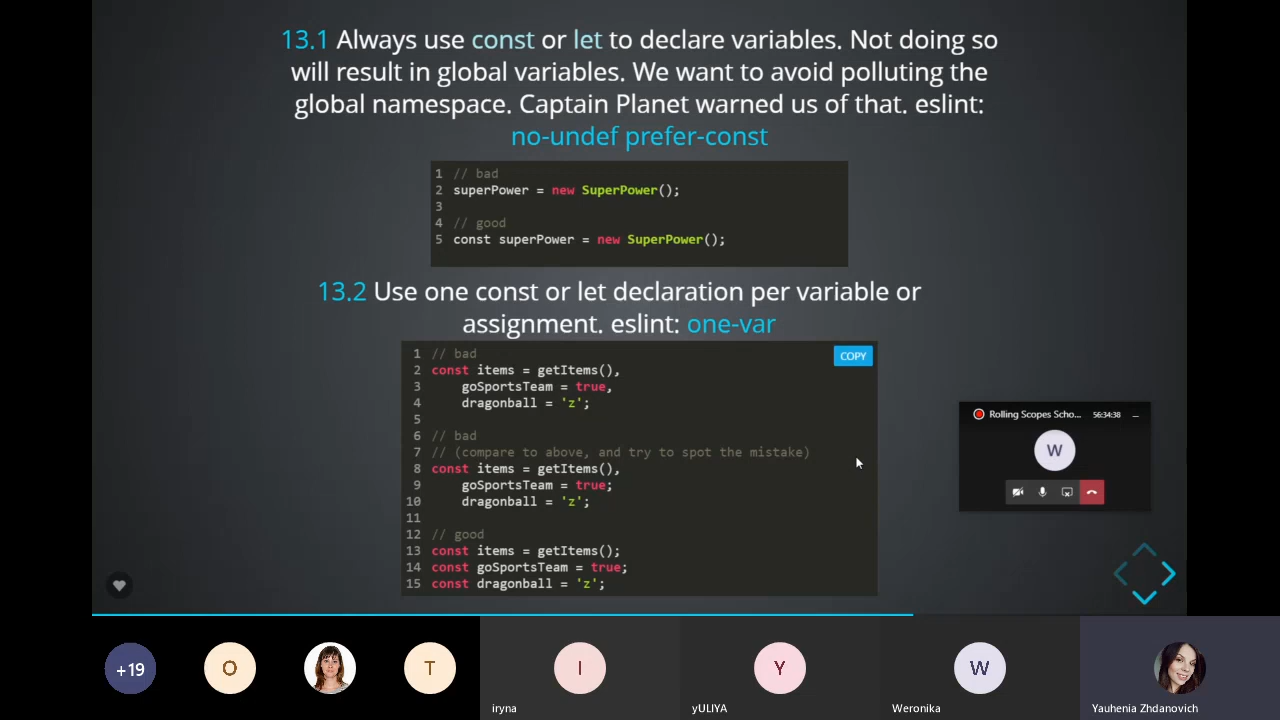 13.1 Always use const or let to declare variables. Not doing so
will result in global variables. We want to avoid polluting the
global namespace. Captain Planet warned us of that. eslint:
no-undef prefer-const
1 // bad
2 superPower = new SuperPower();
3
4 // good
5 const superPower = new SuperPower();
13.2 Use one const or let declaration per variable or
assignment. eslint: one-var
COPY
1 // bad
2 const items = getItems(),
3     goSportsTeam = true,
4     dragonball = 'z';
5
6 // bad
7 // (compare to above, and try to spot the mistake)
8 const items = getItems(),
9     goSportsTeam = true;
10     dragonball = 'z';
11
12 // good
13 const items = getItems();
14 const goSportsTeam = true;
15 const dragonball = 'z';
Rolling Scopes Scho... 56:34:38
W
+19
O
T
I
iryna
Y
yULIYA
W
Weronika
Yauhenia Zhdanovich